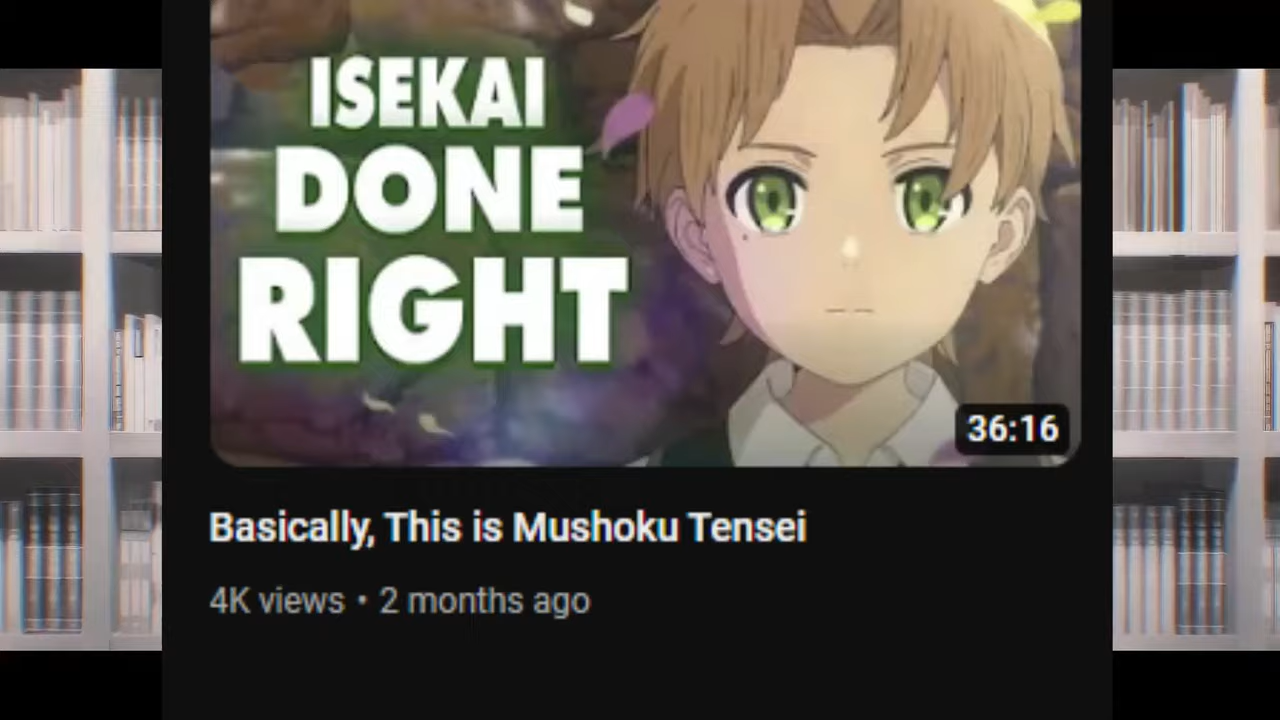 ISEKAI
DONE
RIGHT
36:16
Basically, This is Mushoku Tensei
4K views • 2 months ago